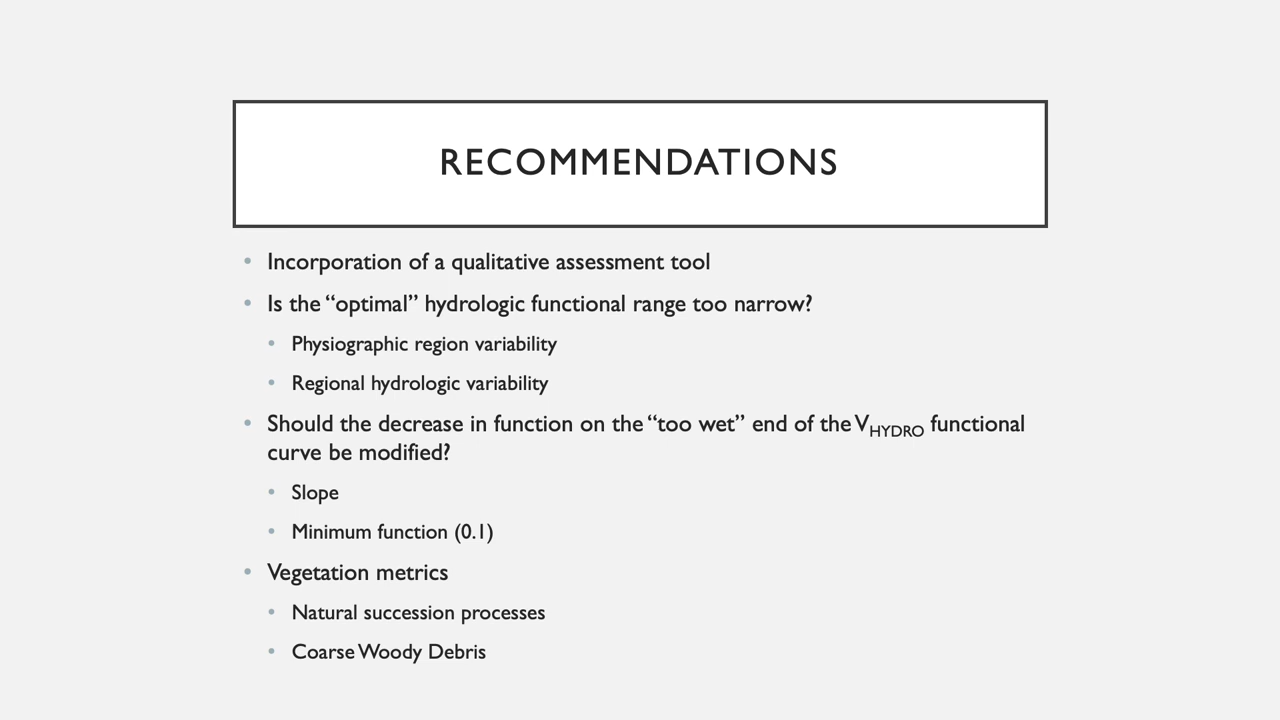 RECOMMENDATIONS
• Incorporation of a qualitative assessment tool
• Is the “optimal” hydrologic functional range too narrow?
• Physiographic region variability
• Regional hydrologic variability
• Should the decrease in function on the “too wet” end of the VHYDRO functional
curve be modified?
• Slope
• Minimum function (0.1)
• Vegetation metrics
• Natural succession processes
• Coarse Woody Debris